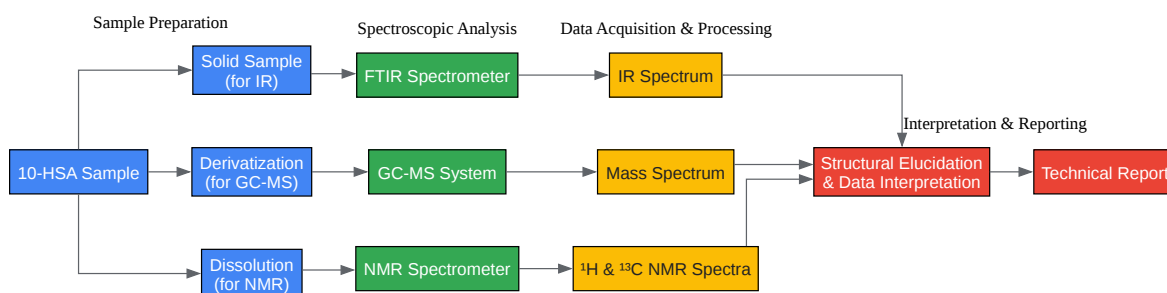 Sample Preparation
Spectroscopic Analysis
Data Acquisition & Processing
Solid Sample
(for IR)
FTIR Spectrometer
IR Spectrum
Interpretation & Reporting
10-HSA Sample
Derivatization
(for GC-MS)
GC-MS System
Mass Spectrum
Structural Elucidation
& Data Interpretation
Technical Report
Dissolution
(for NMR)
NMR Spectrometer
¹H & ¹³C NMR Spectra